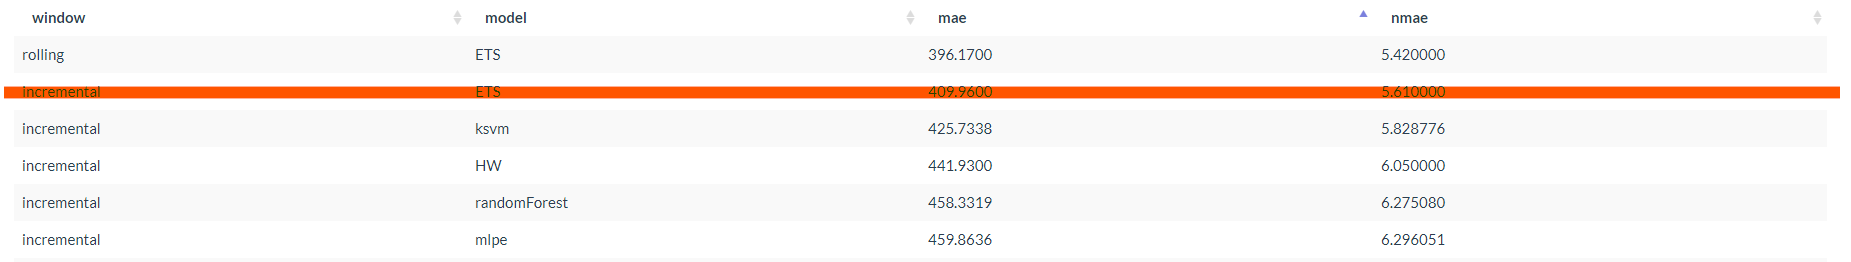 window model mae nmae
rolling ETS 396.1700 5.420000
incremental ETS 409.9600 5.610000
incremental ksvm 425.7338 5.828776
incremental HW 441.9300 6.050000
incremental randomForest 458.3319 6.275080
incremental mlpe 459.8636 6.296051